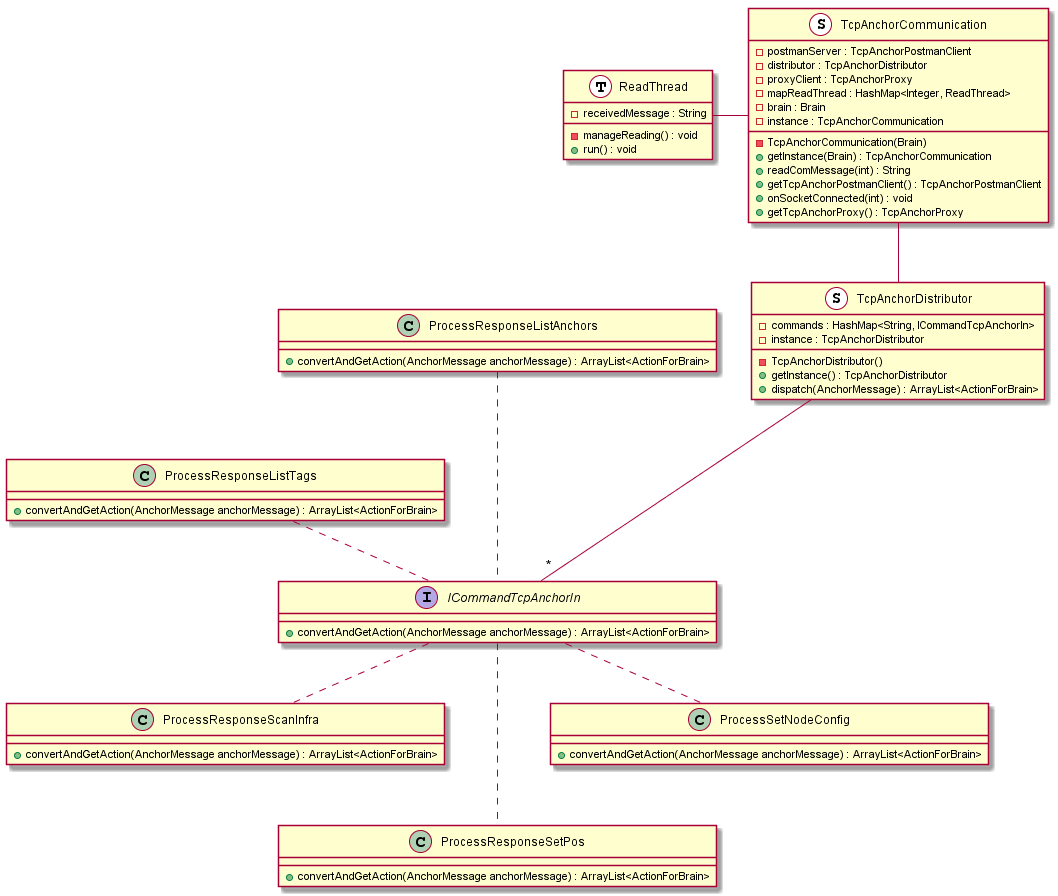 S TcpAnchorCommunication
postmanServer : TcpAnchorPostmanClient
distributor : TcpAnchorDistributor
proxyClient : TcpAnchorProxy
mapReadThread : HashMap<Integer, ReadThread>
brain : Brain
instance : TcpAnchorCommunication
TcpAnchorCommunication(Brain)
getInstance(Brain) : TcpAnchorCommunication
readComMessage(int) : String
getTcpAnchorPostmanClient() : TcpAnchorPostmanClient
onSocketConnected(int) : void
getTcpAnchorProxy() : TcpAnchorProxy
T ReadThread
receivedMessage : String
manageReading() : void
run() : void
S TcpAnchorDistributor
commands : HashMap<String, ICommandTcpAnchorIn>
instance : TcpAnchorDistributor
TcpAnchorDistributor()
getInstance() : TcpAnchorDistributor
dispatch(AnchorMessage) : ArrayList<ActionForBrain>
C ProcessResponseListAnchors
convertAndGetAction(AnchorMessage anchorMessage) : ArrayList<ActionForBrain>
C ProcessResponseListTags
convertAndGetAction(AnchorMessage anchorMessage) : ArrayList<ActionForBrain>
*
I ICommandTcpAnchorIn
convertAndGetAction(AnchorMessage anchorMessage) : ArrayList<ActionForBrain>
C ProcessResponseScanInfra
convertAndGetAction(AnchorMessage anchorMessage) : ArrayList<ActionForBrain>
C ProcessSetNodeConfig
convertAndGetAction(AnchorMessage anchorMessage) : ArrayList<ActionForBrain>
C ProcessResponseSetPos
convertAndGetAction(AnchorMessage anchorMessage) : ArrayList<ActionForBrain>